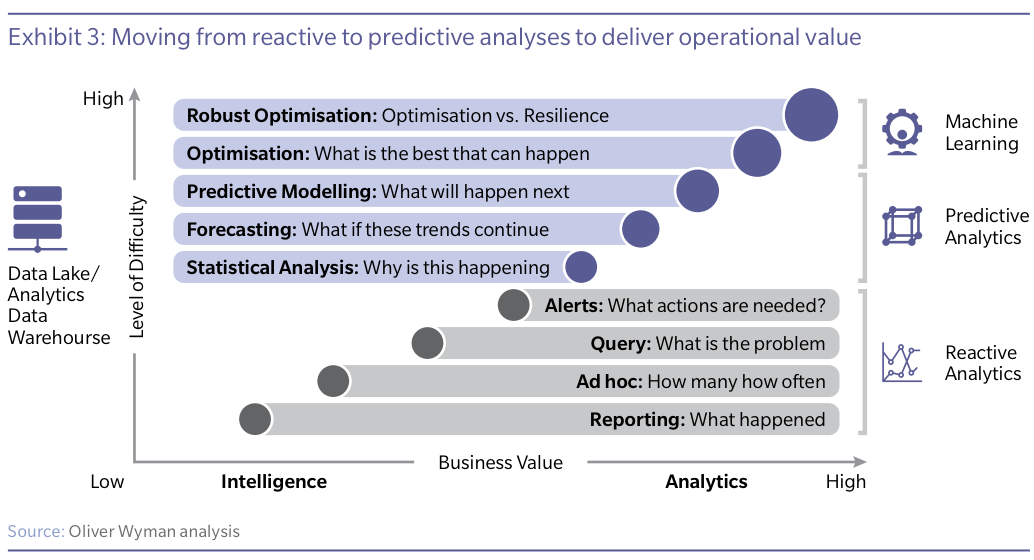 Exhibit 3: Moving from reactive to predictive analyses to deliver operational value
High
Robust Optimisation: Optimisation vs. Resilience
Optimisation: What is the best that can happen
Predictive Modelling: What will happen next
Forecasting: What if these trends continue
Statistical Analysis: Why is this happening
Alerts: What actions are needed?
Query: What is the problem
Ad hoc: How many how often
Reporting: What happened
Machine
Learning
Predictive
Analytics
Reactive
Analytics
Data Lake/
Analytics
Data
Warehourse
Level of Difficulty
Business Value
Low
Intelligence
Analytics
High
Source: Oliver Wyman analysis